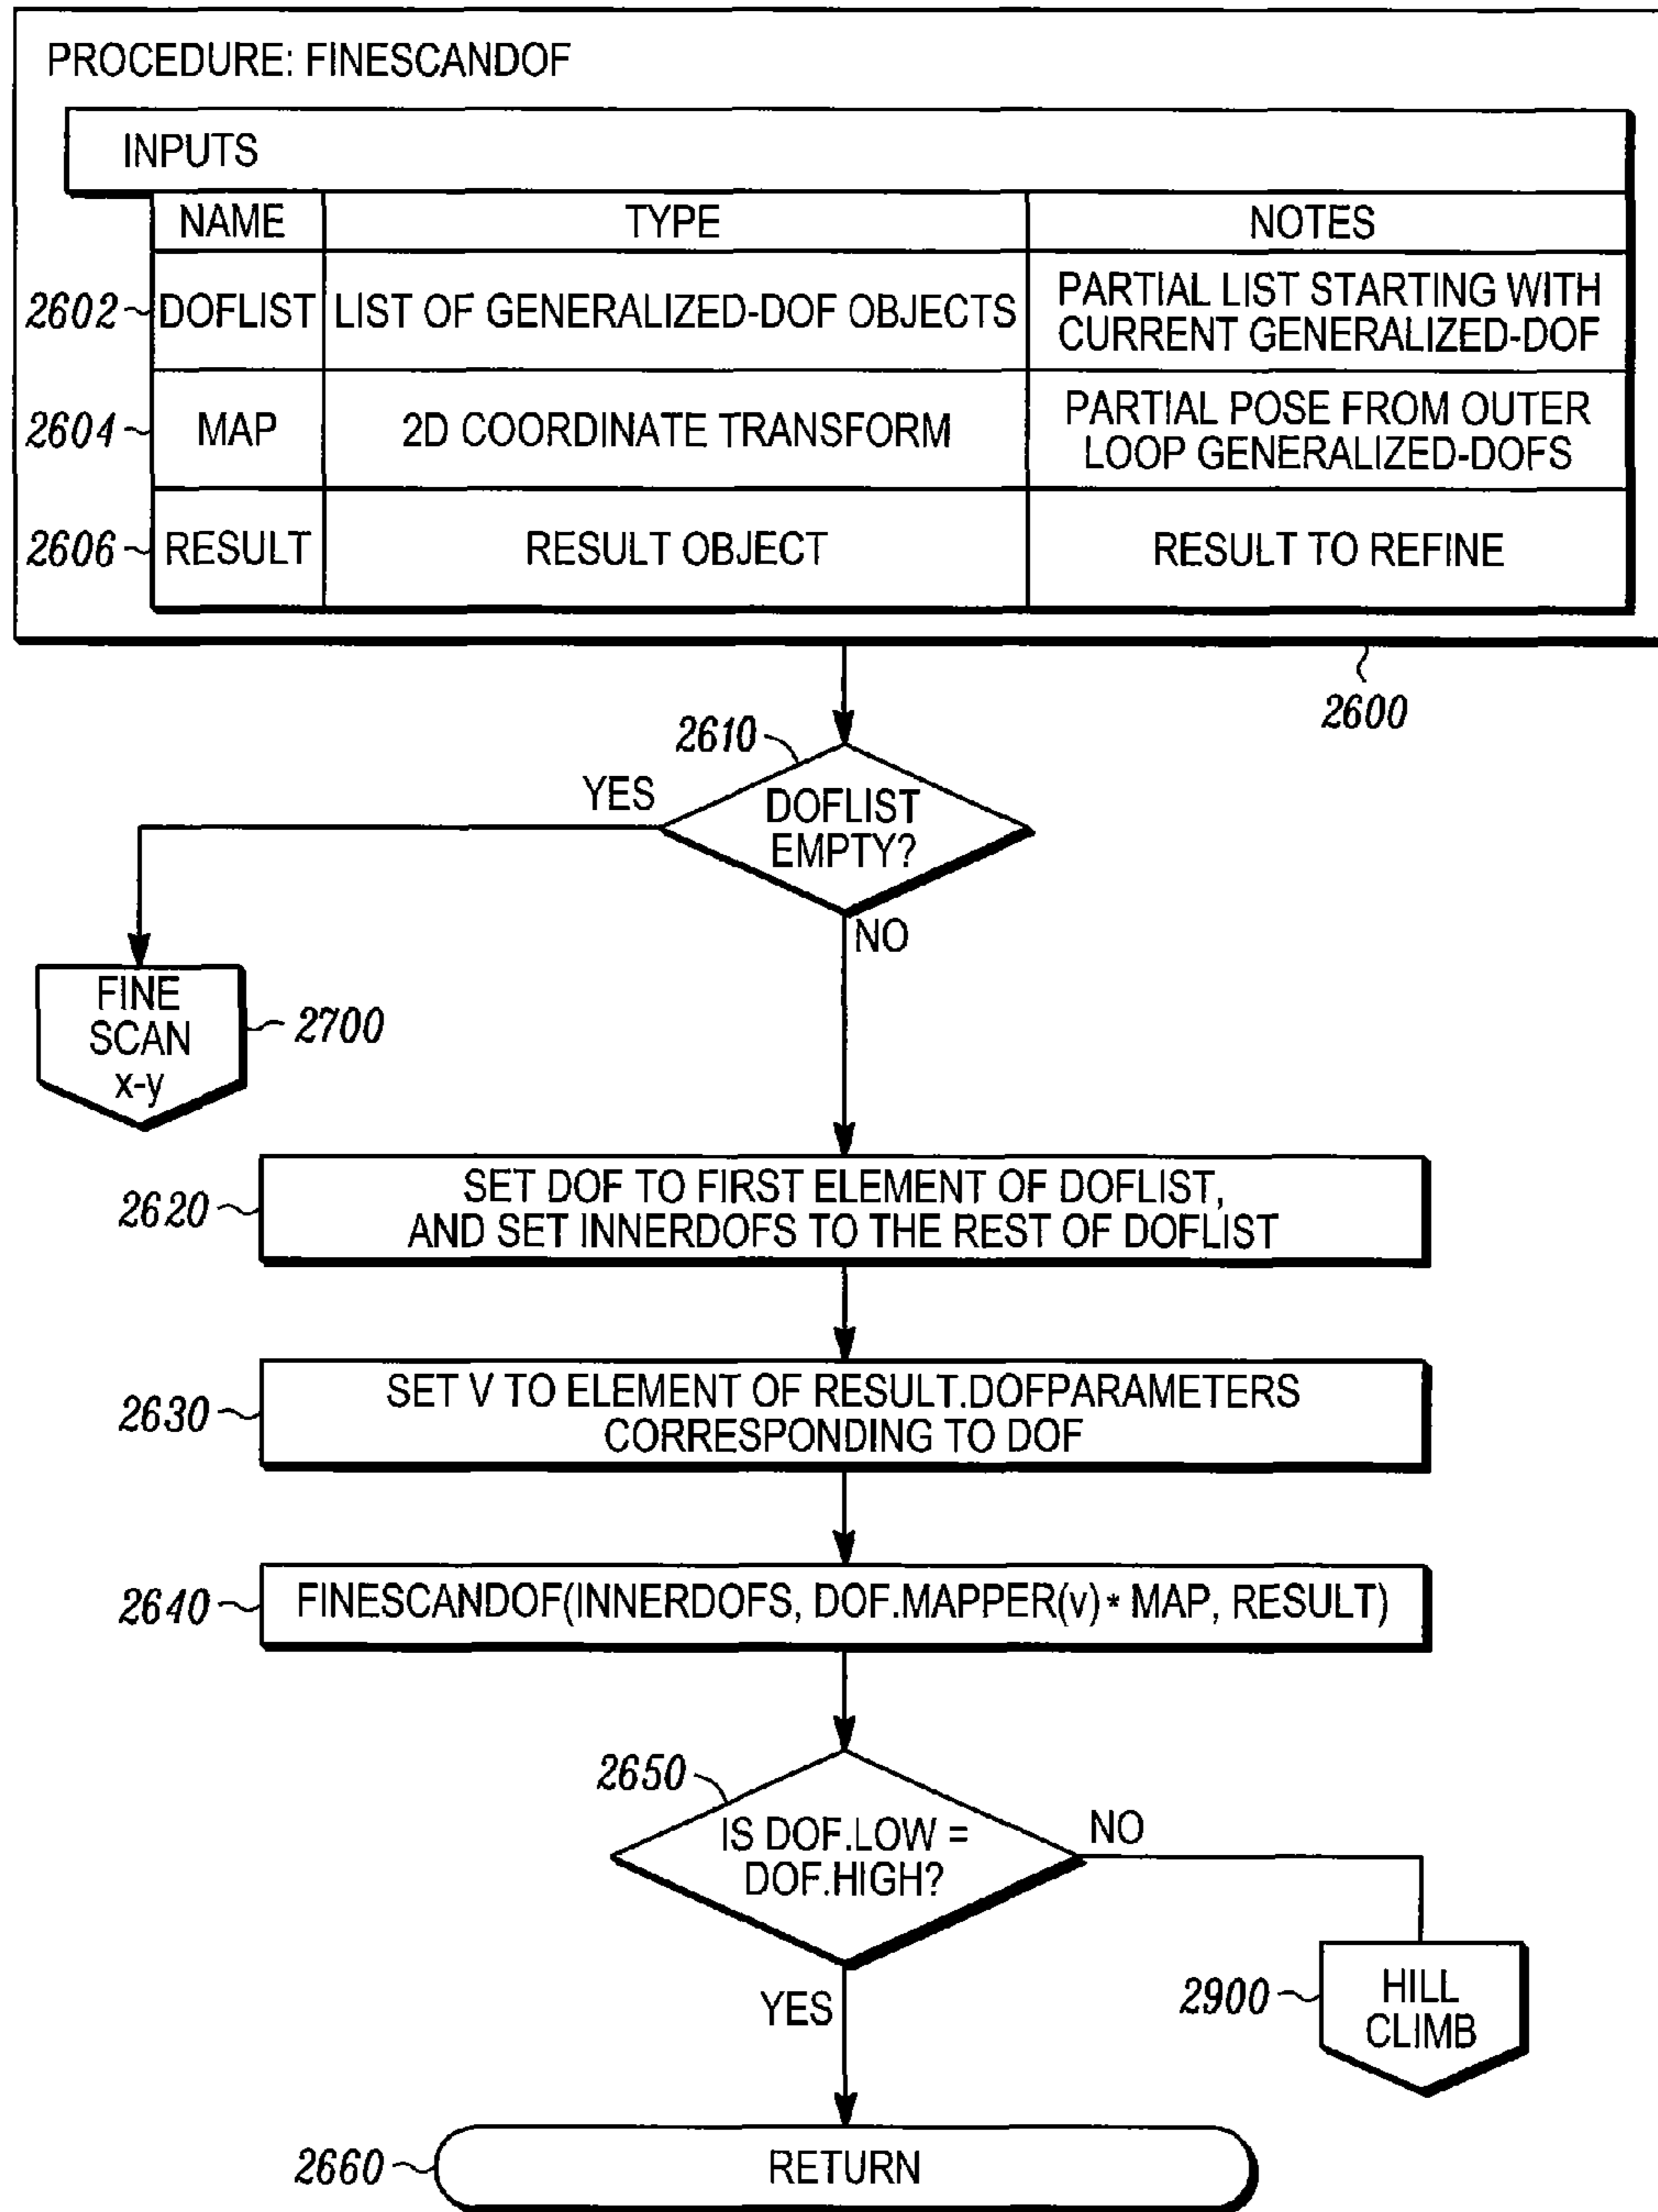 PROCEDURE: FINESCANDOF
INPUTS
NAME TYPE NOTES
2602 DOFLIST LIST OF GENERALIZED-DOF OBJECTS PARTIAL LIST STARTING WITH
CURRENT GENERALIZED-DOF
2604 MAP 2D COORDINATE TRANSFORM PARTIAL POSE FROM OUTER
LOOP GENERALIZED-DOFS
2606 RESULT RESULT OBJECT RESULT TO REFINE
2600
2610
YES
DOFLIST
EMPTY?
NO
FINE
SCAN
x-y
2700
2620
SET DOF TO FIRST ELEMENT OF DOFLIST,
AND SET INNERDOFS TO THE REST OF DOFLIST
2630
SET V TO ELEMENT OF RESULT.DOFPARAMETERS
CORRESPONDING TO DOF
2640
FINESCANDOF(INNERDOFS, DOF.MAPPER(v) * MAP, RESULT)
2650
IS DOF.LOW =
DOF.HIGH?
NO
YES
2900
HILL
CLIMB
2660
RETURN